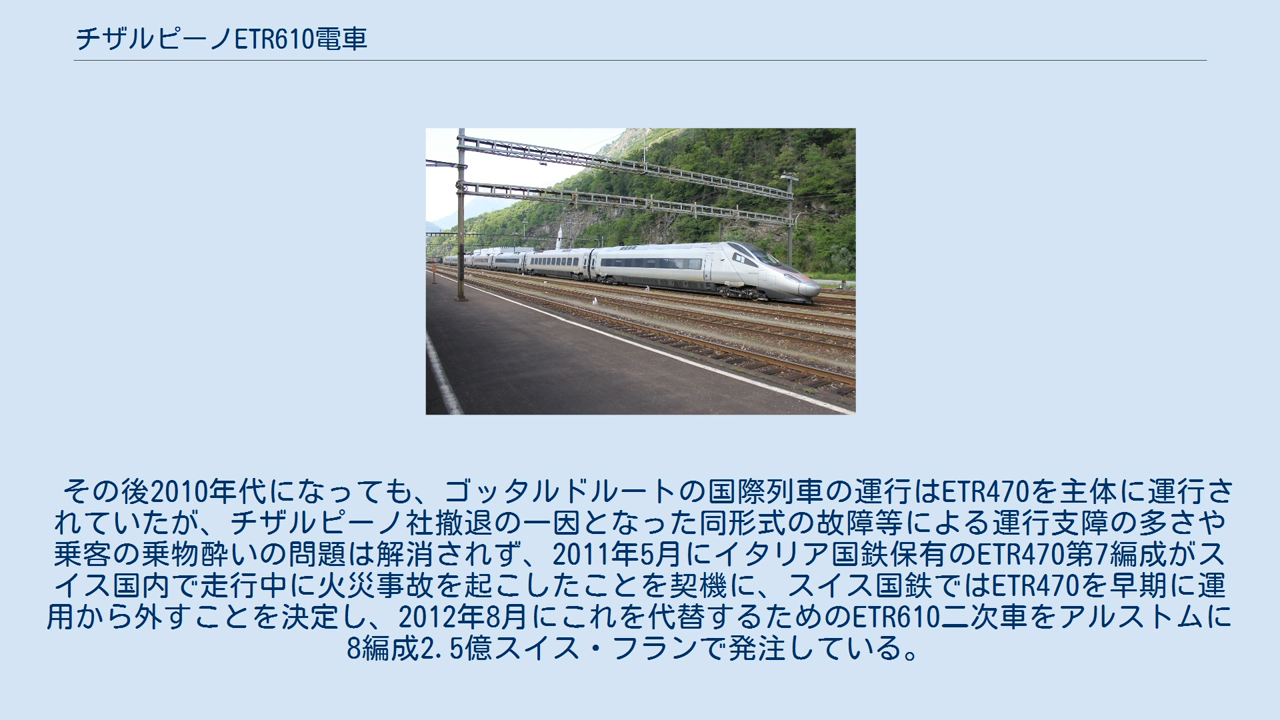 チザルピーノETR610電車
その後2010年代になっても、ゴッタルドルートの国際列車の運行はETR470を主体に運行さ
れていたが、チザルピーノ社撤退の一因となった同形式の故障等による運行支障の多さや
乗客の乗物酔いの問題は解消されず、2011年5月にイタリア国鉄保有のETR470第7編成がス
イス国内で走行中に火災事故を起こしたことを契機に、スイス国鉄ではETR470を早期に運
用から外すことを決定し、2012年8月にこれを代替するためのETR610二次車をアルストムに
8編成2.5億スイス・フランで発注している。